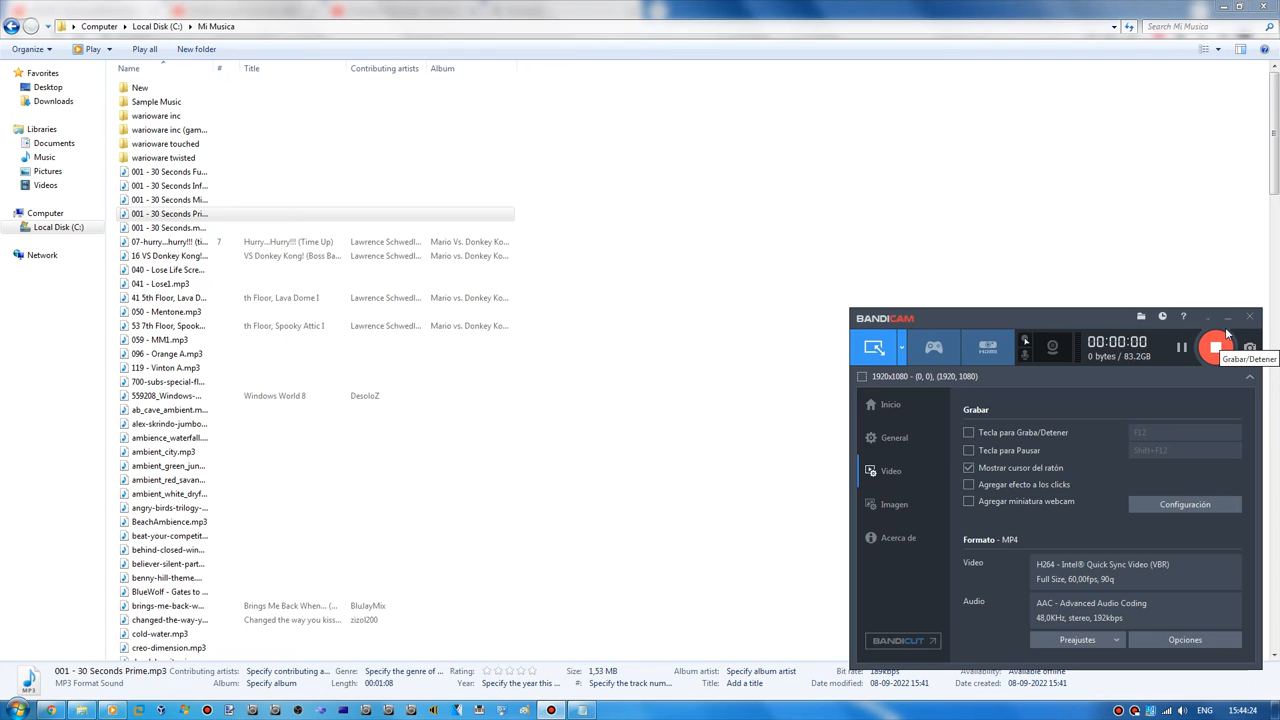 Computer ▸ Local Disk (C:) ▸ Mi Musica
Search Mi Musica
Organize Play Play all New folder
Favorites
Desktop
Downloads
Libraries
Documents
Music
Pictures
Videos
Computer
Local Disk (C:)
Network
Name # Title Contributing artists Album
New
Sample Music
warioware inc
warioware inc (gam...
warioware touched
warioware twisted
001 - 30 Seconds Fu...
001 - 30 Seconds Inf...
001 - 30 Seconds Mi...
001 - 30 Seconds Pri...
001 - 30 Seconds.m...
07-hurry...hurry!!! (ti... 7 Hurry...Hurry!!! (Time Up) Lawrence Schwedl... Mario Vs. Donkey Ko...
16 VS Donkey Kong!... VS Donkey Kong! (Boss Ba... Lawrence Schwedl... Mario vs. Donkey Ko...
040 - Lose Life Scre...
041 - Lose1.mp3
41 5th Floor, Lava D... th Floor, Lava Dome I Lawrence Schwedl... Mario vs. Donkey Ko...
050 - Mentone.mp3
53 7th Floor, Spook... th Floor, Spooky Attic I Lawrence Schwedl... Mario vs. Donkey Ko...
059 - MM1.mp3
096 - Orange A.mp3
119 - Vinton A.mp3
700-subs-special-fl...
559208_Windows-... Windows World 8 DesoloZ
ab_cave_ambient.m...
alex-skrindo-jumbo...
ambience_waterfall....
ambient_city.mp3
ambient_green_jun...
ambient_red_savan...
ambient_white_dryf...
angry-birds-trilogy-...
BeachAmbience.mp3
beat-your-competit...
behind-closed-win...
believer-silent-part...
benny-hill-theme....
BlueWolf - Gates to ...
brings-me-back-w... Brings Me Back When... (... BluJayMix
changed-the-way-y... Changed the way you kiss... zizol200
cold-water.mp3
creo-dimension.mp3
BANDICAM
HDMI
00:00:00
0 bytes / 83.2GB
Grabar/Detener
1920x1080 - (0, 0), (1920, 1080)
Inicio
General
Video
Imagen
Acerca de
BANDICUT
Grabar
Tecla para Graba/Detener F12
Tecla para Pausar Shift+F12
Mostrar cursor del ratón
Agregar efecto a los clicks
Agregar miniatura webcam
Configuración
Formato - MP4
Video H264 - Intel® Quick Sync Video (VBR)
Full Size, 60,00fps, 90q
Audio AAC - Advanced Audio Coding
48,0KHz, stereo, 192kbps
Preajustes Opciones
MP3
001 - 30 Seconds Prime.mp3 Contributing artists: Specify contributing a... Genre: Specify the genre of ... Rating: Size: 1,53 MB Album artist: Specify album artist Bit rate: 189kbps Availability: Available offline
MP3 Format Sound Album: Specify album Length: 00:01:08 Year: Specify the year this ... #: Specify the track num... Title: Add a title Date modified: 08-09-2022 15:41 Date created: 08-09-2022 15:41
ENG 15:44:24